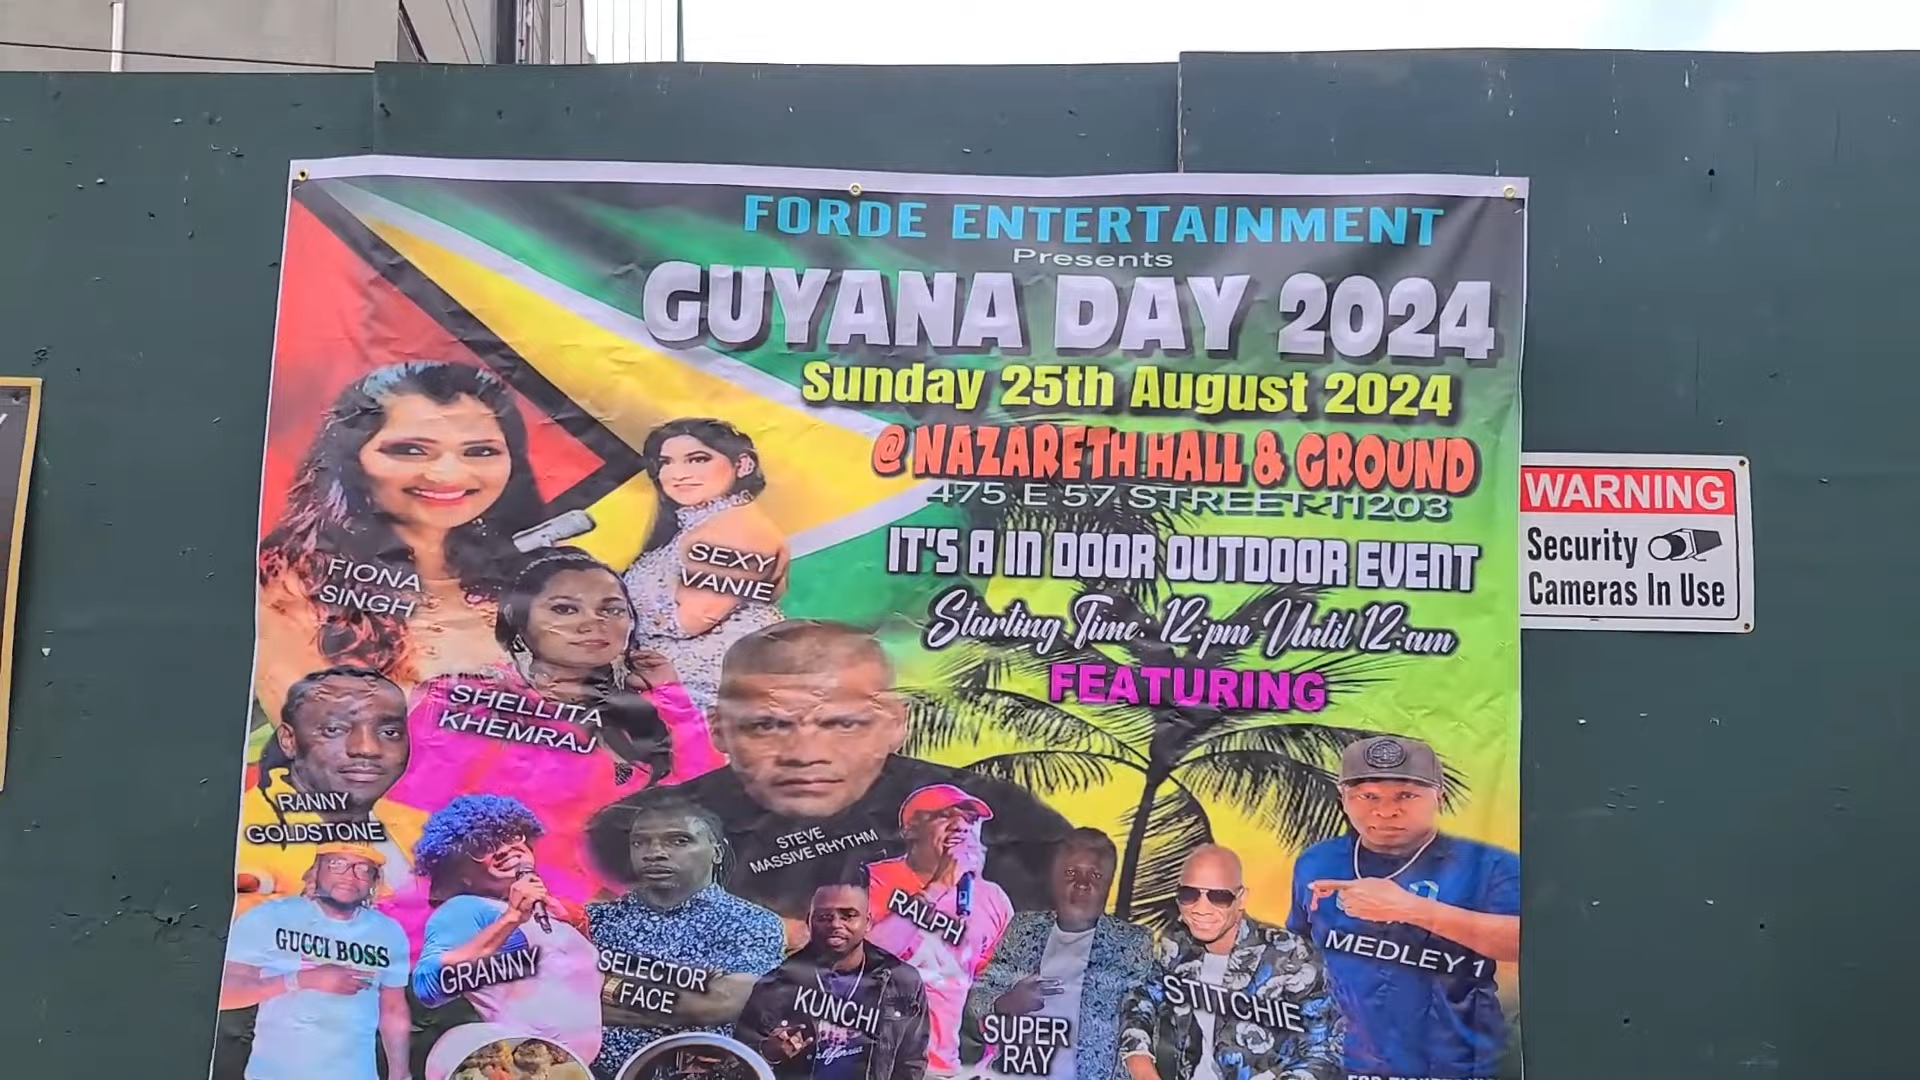 FORDE ENTERTAINMENT
Presents
GUYANA DAY 2024
Sunday 25th August 2024
@ NAZARETH HALL & GROUND
475 E 57 STREET 11203
IT'S A IN DOOR OUTDOOR EVENT
Starting Time: 12:pm Until 12:am
FEATURING
FIONA
SINGH
SEXY
VANIE
SHELLITA
KHEMRAJ
RANNY
GOLDSTONE
STEVE
MASSIVE RHYTHM
GUCCI BOSS
GRANNY
SELECTOR
FACE
KUNCHI
RALPH
SUPER
RAY
STITCHIE
MEDLEY 1
WARNING
Security
Cameras In Use